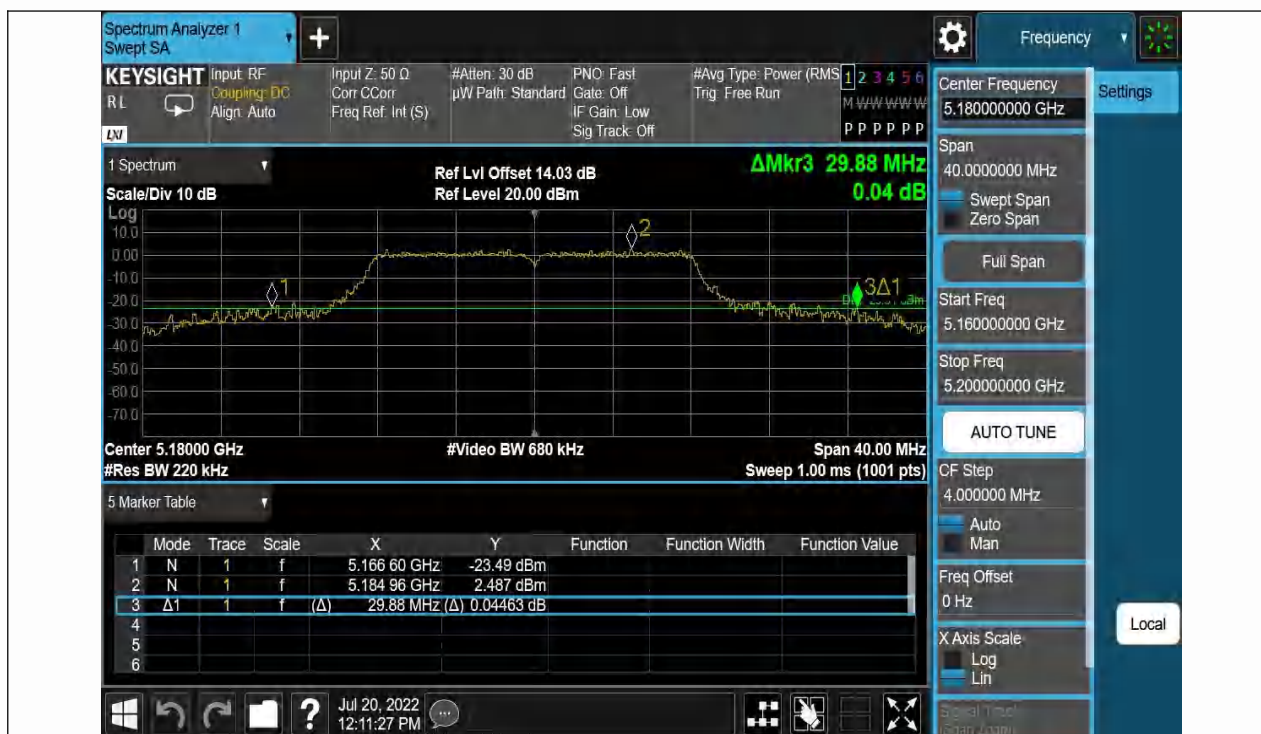 Spectrum Analyzer 1
Swept SA
+
Frequency
KEYSIGHT
R L
LXI
Input: RF
Coupling: DC
Align: Auto
Input Z: 50 Ω
Corr CCorr
Freq Ref: Int (S)
#Atten: 30 dB
µW Path: Standard
PNO: Fast
Gate: Off
IF Gain: Low
Sig Track: Off
#Avg Type: Power (RMS
Trig: Free Run
1 2 3 4 5 6
M W W W W W
P P P P P P
1 Spectrum
Scale/Div 10 dB
Ref Lvl Offset 14.03 dB
Ref Level 20.00 dBm
ΔMkr3 29.88 MHz
0.04 dB
Log
10.0
0.00
-10.0
-20.0
-30.0
-40.0
-50.0
-60.0
-70.0
1
2
3Δ1
Center 5.18000 GHz
#Res BW 220 kHz
#Video BW 680 kHz
Span 40.00 MHz
Sweep 1.00 ms (1001 pts)
5 Marker Table
Mode Trace Scale X Y Function Function Width Function Value
1 N 1 f 5.166 60 GHz -23.49 dBm
2 N 1 f 5.184 96 GHz 2.487 dBm
3 Δ1 1 f (Δ) 29.88 MHz (Δ) 0.04463 dB
4
5
6
Jul 20, 2022
12:11:27 PM
?
Center Frequency
5.180000000 GHz
Settings
Span
40.0000000 MHz
Swept Span
Zero Span
Full Span
Start Freq
5.160000000 GHz
Stop Freq
5.200000000 GHz
AUTO TUNE
CF Step
4.000000 MHz
Auto
Man
Freq Offset
0 Hz
X Axis Scale
Log
Lin
Local